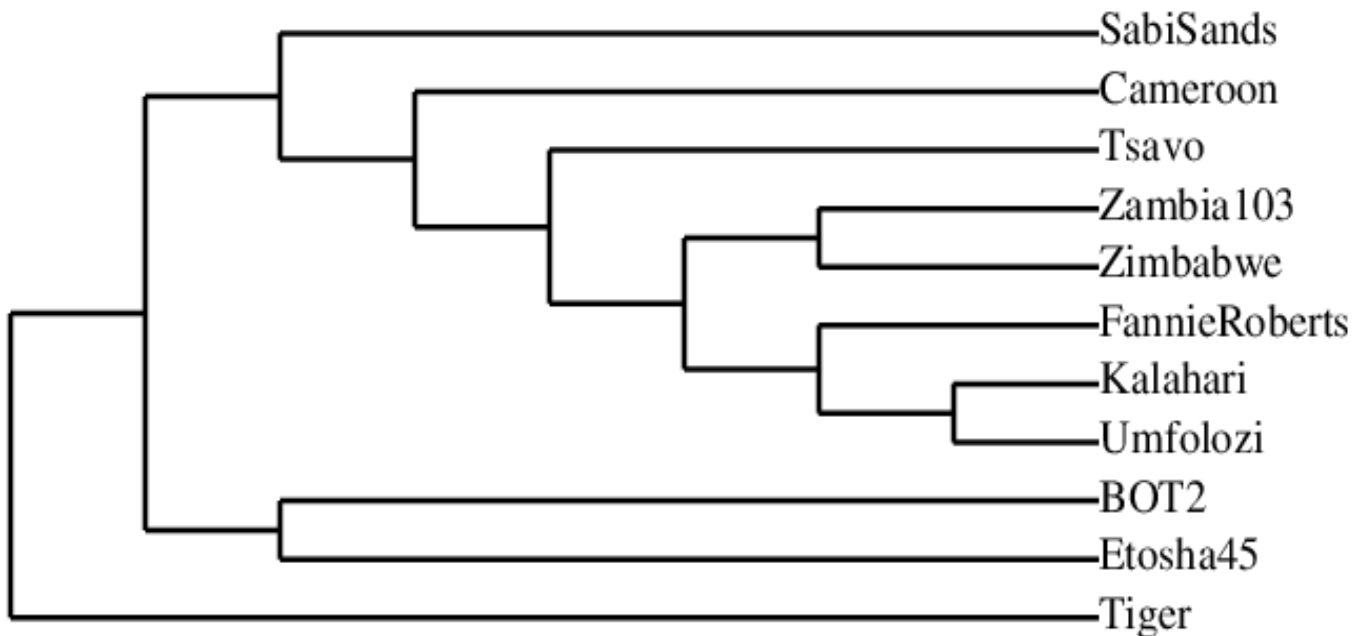 SabiSands
Cameroon
Tsavo
Zambia103
Zimbabwe
FannieRoberts
Kalahari
Umfolozi
BOT2
Etosha45
Tiger